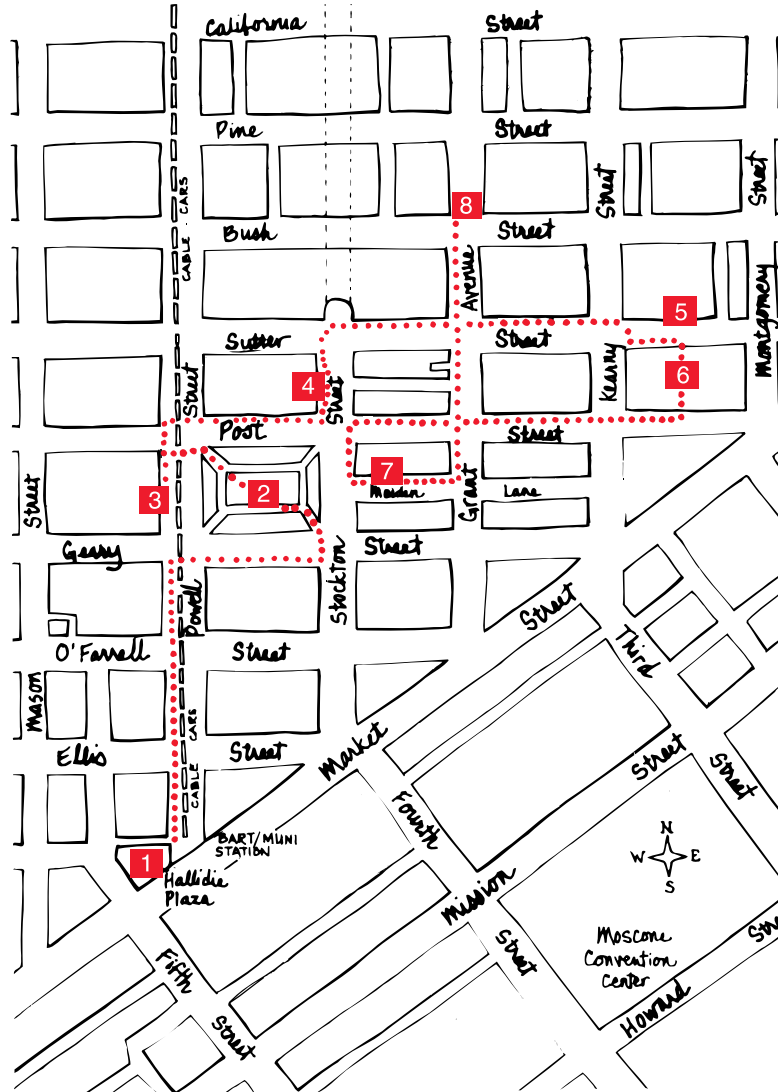 California Street
Pine Street
Street
Street
CABLE CARS
8
Bush Street
Avenue
Montgomery
5
Sutter Street
Street
4
Street
Kearny
6
Post Street
7
Street
3
2
Maiden Lane
Grant
Geary Street
Stockton
Powell
Street
O'Farrell Street
Third
Mason
Ellis Street
CABLE CARS
Market
Street
Street
Fourth
BART/MUNI
STATION
1
Hallidie
Plaza
N
W E
S
Mission
Street
Moscone
Convention
Center
Fifth
Street
Howard